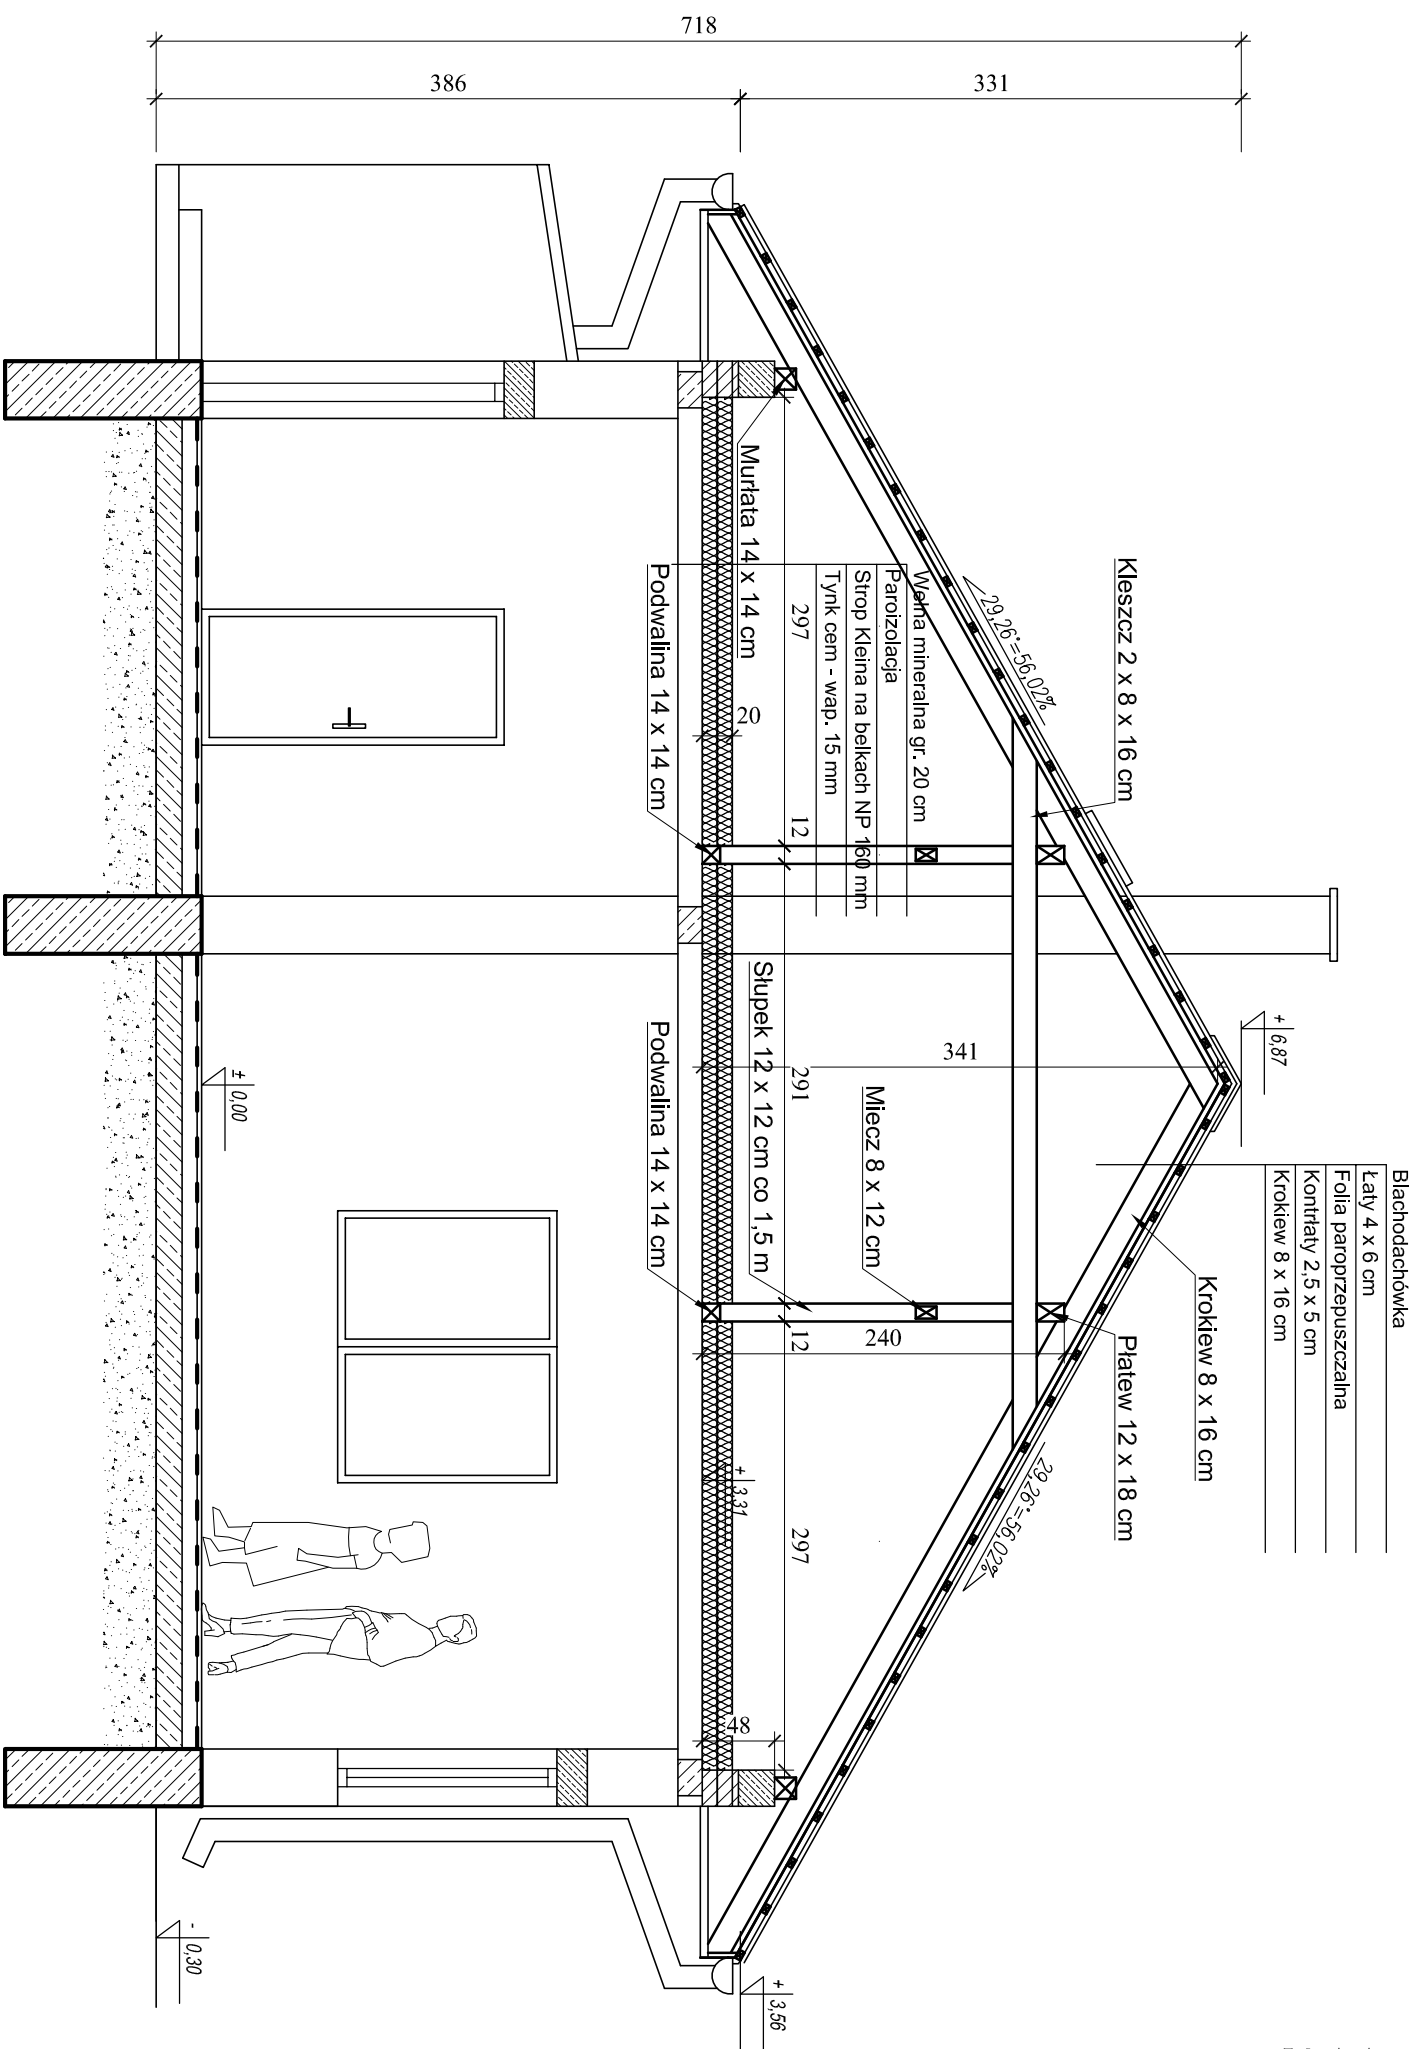 718
386
331
Kleszcz 2 x 8 x 16 cm
29,26°=56,02%
Wełna mineralna gr. 20 cm
Paroizolacja
Strop Kleina na belkach NP 160 mm
Tynk cem - wap. 15 mm
Murłata 14 x 14 cm
Podwalina 14 x 14 cm
297
12
20
+ 6,87
341
291
Słupek 12 x 12 cm co 1,5 m
Miecz 8 x 12 cm
Podwalina 14 x 14 cm
± 0,00
Blachodachówka
Łaty 4 x 6 cm
Folia paroprzepuszczalna
Kontrłaty 2,5 x 5 cm
Krokiew 8 x 16 cm
Krokiew 8 x 16 cm
Płatew 12 x 18 cm
240
12
29,26°=56,02%
+ 3,31
297
48
- 0,30
+ 3,56